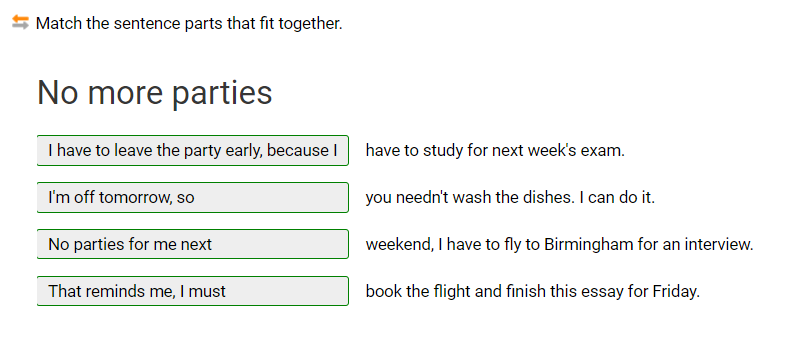 Match the sentence parts that fit together.
No more parties
I have to leave the party early, because I have to study for next week's exam.
I'm off tomorrow, so you needn't wash the dishes. I can do it.
No parties for me next weekend, I have to fly to Birmingham for an interview.
That reminds me, I must book the flight and finish this essay for Friday.